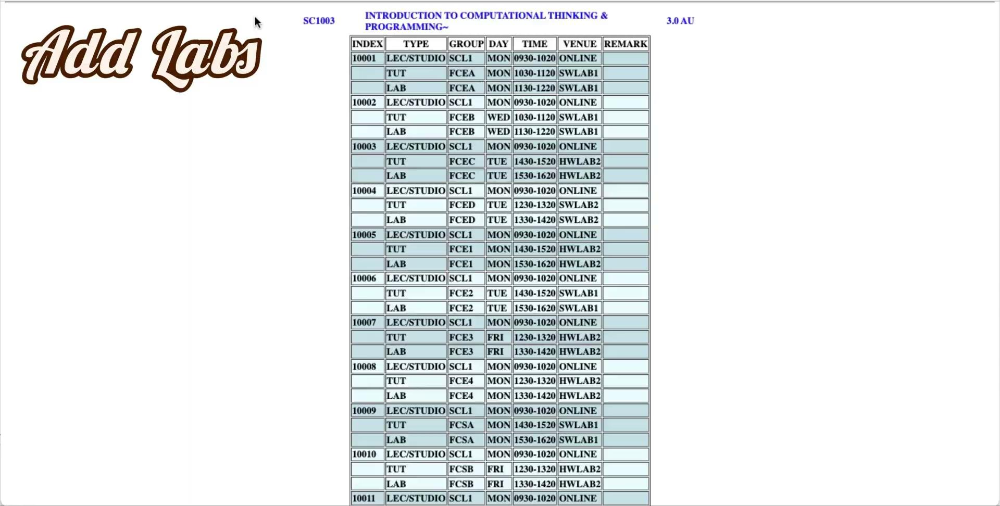 Add Labs
SC1003 INTRODUCTION TO COMPUTATIONAL THINKING & 3.0 AU
PROGRAMMING~
INDEX TYPE GROUP DAY TIME VENUE REMARK
10001 LEC/STUDIO SCL1 MON 0930-1020 ONLINE
TUT FCEA MON 1030-1120 SWLAB1
LAB FCEA MON 1130-1220 SWLAB1
10002 LEC/STUDIO SCL1 MON 0930-1020 ONLINE
TUT FCEB WED 1030-1120 SWLAB1
LAB FCEB WED 1130-1220 SWLAB1
10003 LEC/STUDIO SCL1 MON 0930-1020 ONLINE
TUT FCEC TUE 1430-1520 HWLAB2
LAB FCEC TUE 1530-1620 HWLAB2
10004 LEC/STUDIO SCL1 MON 0930-1020 ONLINE
TUT FCED TUE 1230-1320 SWLAB2
LAB FCED TUE 1330-1420 SWLAB2
10005 LEC/STUDIO SCL1 MON 0930-1020 ONLINE
TUT FCE1 MON 1430-1520 HWLAB2
LAB FCE1 MON 1530-1620 HWLAB2
10006 LEC/STUDIO SCL1 MON 0930-1020 ONLINE
TUT FCE2 TUE 1430-1520 SWLAB1
LAB FCE2 TUE 1530-1620 SWLAB1
10007 LEC/STUDIO SCL1 MON 0930-1020 ONLINE
TUT FCE3 FRI 1230-1320 HWLAB2
LAB FCE3 FRI 1330-1420 HWLAB2
10008 LEC/STUDIO SCL1 MON 0930-1020 ONLINE
TUT FCE4 MON 1230-1320 HWLAB2
LAB FCE4 MON 1330-1420 HWLAB2
10009 LEC/STUDIO SCL1 MON 0930-1020 ONLINE
TUT FCSA MON 1430-1520 SWLAB1
LAB FCSA MON 1530-1620 SWLAB1
10010 LEC/STUDIO SCL1 MON 0930-1020 ONLINE
TUT FCSB FRI 1230-1320 HWLAB2
LAB FCSB FRI 1330-1420 HWLAB2
10011 LEC/STUDIO SCL1 MON 0930-1020 ONLINE